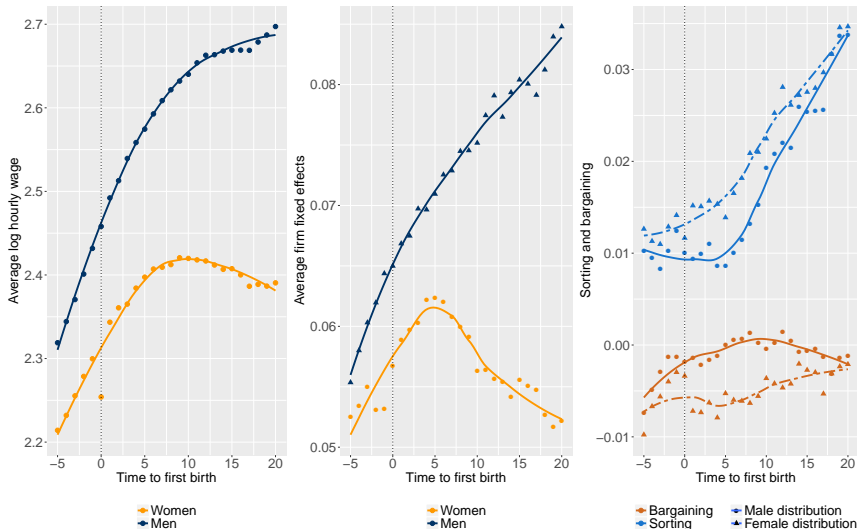 Average log hourly wage
2.7
2.6
2.5
2.4
2.3
2.2
−5 0 5 10 15 20
Time to first birth
Women
Men
Average firm fixed effects
0.08
0.07
0.06
0.05
−5 0 5 10 15 20
Time to first birth
Women
Men
Sorting and bargaining
0.03
0.02
0.01
0.00
−0.01
−5 0 5 10 15 20
Time to first birth
Bargaining Male distribution
Sorting Female distribution